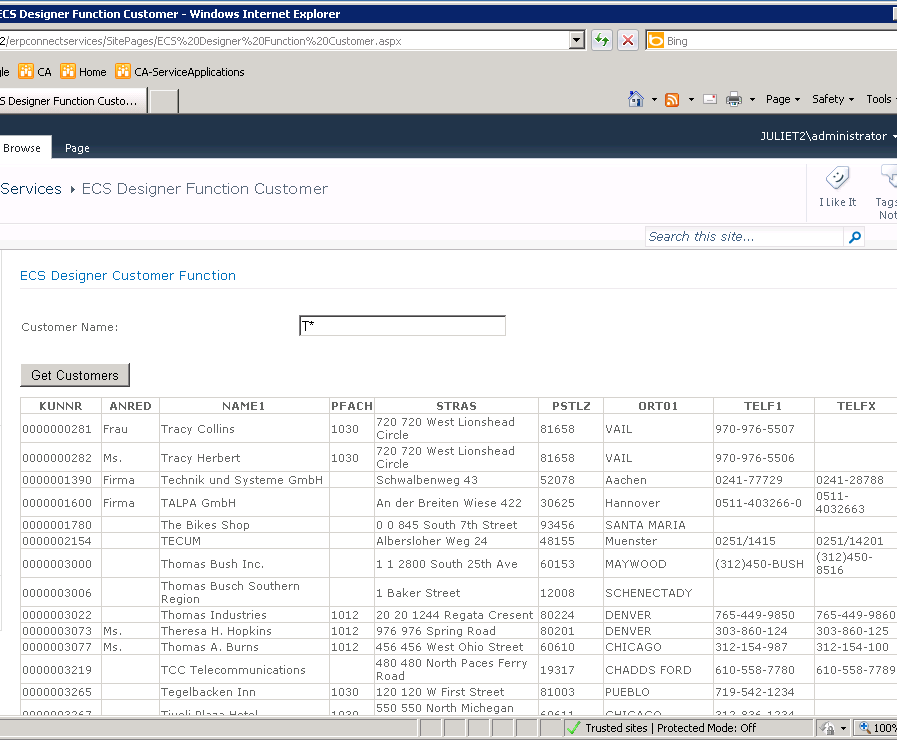 ECS Designer Function Customer - Windows Internet Explorer
2/erpconnectservices/SitePages/ECS%20Designer%20Function%20Customer.aspx
Bing
gle CA Home CA-ServiceApplications
S Designer Function Custo...
Page Safety Tools
JULIET2\administrator
Browse Page
Services ECS Designer Function Customer
I Like It
Tags
Not
Search this site...
ECS Designer Customer Function
Customer Name: T*
Get Customers
KUNNR ANRED NAME1 PFACH STRAS PSTLZ ORT01 TELF1 TELFX
0000000281 Frau Tracy Collins 1030 720 720 West Lionshead Circle 81658 VAIL 970-976-5507
0000000282 Ms. Tracy Herbert 1030 720 720 West Lionshead Circle 81658 VAIL 970-976-5506
0000001390 Firma Technik und Systeme GmbH Schwalbenweg 43 52078 Aachen 0241-77729 0241-28788
0000001600 Firma TALPA GmbH An der Breiten Wiese 422 30625 Hannover 0511-403266-0 0511-4032663
0000001780 The Bikes Shop 0 0 845 South 7th Street 93456 SANTA MARIA
0000002154 TECUM Albersloher Weg 24 48155 Muenster 0251/1415 0251/14201
0000003000 Thomas Bush Inc. 1 1 2800 South 25th Ave 60153 MAYWOOD (312)450-BUSH (312)450-8516
0000003006 Thomas Busch Southern Region 1 Baker Street 12008 SCHENECTADY
0000003022 Thomas Industries 1012 20 20 1244 Regata Cresent 80224 DENVER 765-449-9850 765-449-9860
0000003073 Ms. Theresa H. Hopkins 1012 976 976 Spring Road 80201 DENVER 303-860-124 303-860-125
0000003077 Ms. Thomas A. Burns 1012 456 456 West Ohio Street 60610 CHICAGO 312-154-987 312-154-100
0000003219 TCC Telecommunications 480 480 North Paces Ferry Road 19317 CHADDS FORD 610-558-7780 610-558-7789
0000003265 Tegelbacken Inn 1030 120 120 W First Street 81003 PUEBLO 719-542-1234
0000003267 Tivoli Plaza Hotel 1030 550 550 North Michigan 60611 CHICAGO 312-836-1234
Trusted sites | Protected Mode: Off 100%